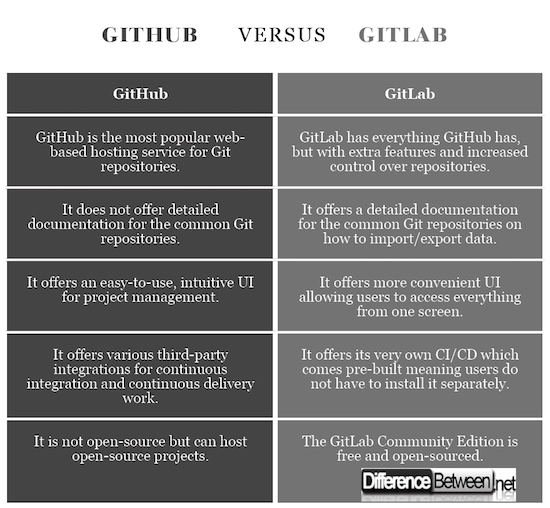 GITHUB VERSUS GITLAB
GitHub
GitLab
GitHub is the most popular web-
based hosting service for Git
repositories.
GitLab has everything GitHub has,
but with extra features and increased
control over repositories.
It does not offer detailed
documentation for the common Git
repositories.
It offers a detailed documentation
for the common Git repositories on
how to import/export data.
It offers an easy-to-use, intuitive UI
for project management.
It offers more convenient UI
allowing users to access everything
from one screen.
It offers various third-party
integrations for continuous
integration and continuous delivery
work.
It offers its very own CI/CD which
comes pre-built meaning users do
not have to install it separately.
It is not open-source but can host
open-source projects.
The GitLab Community Edition is
free and open-sourced.
Difference Between.net